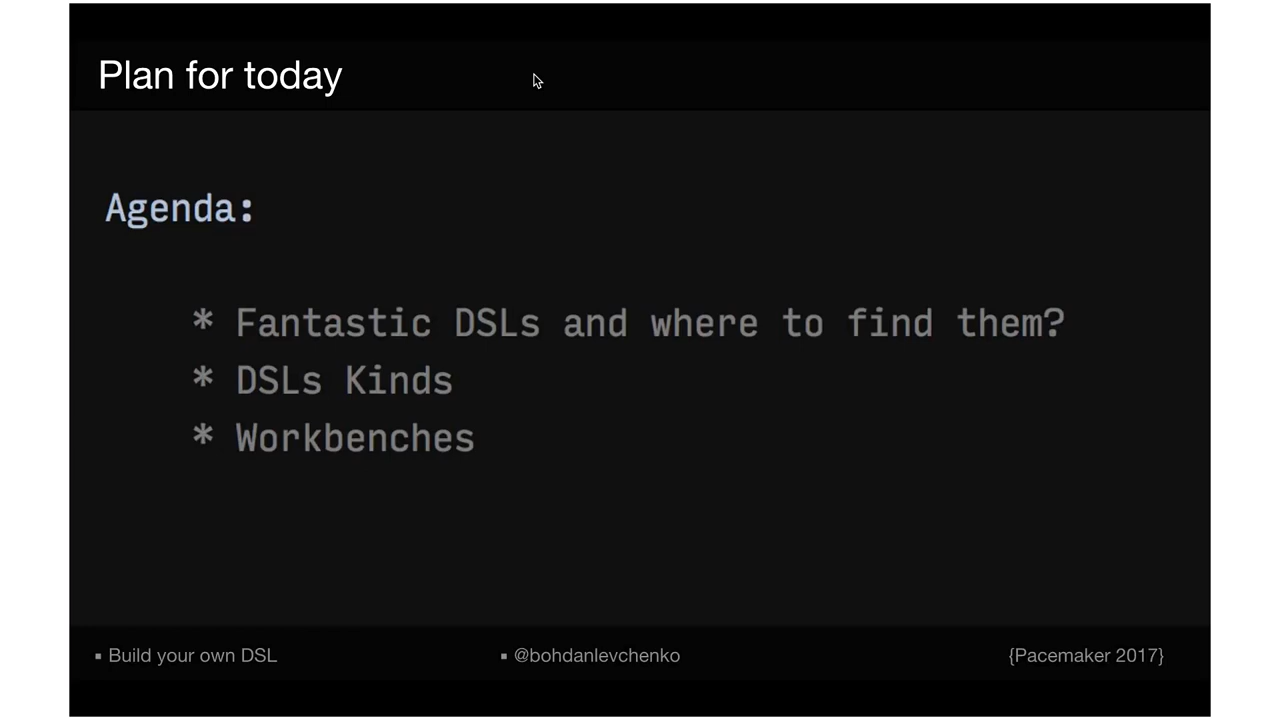 Plan for today
Agenda:
* Fantastic DSLs and where to find them?
* DSLs Kinds
* Workbenches
▪ Build your own DSL
▪ @bohdanlevchenko
{Pacemaker 2017}